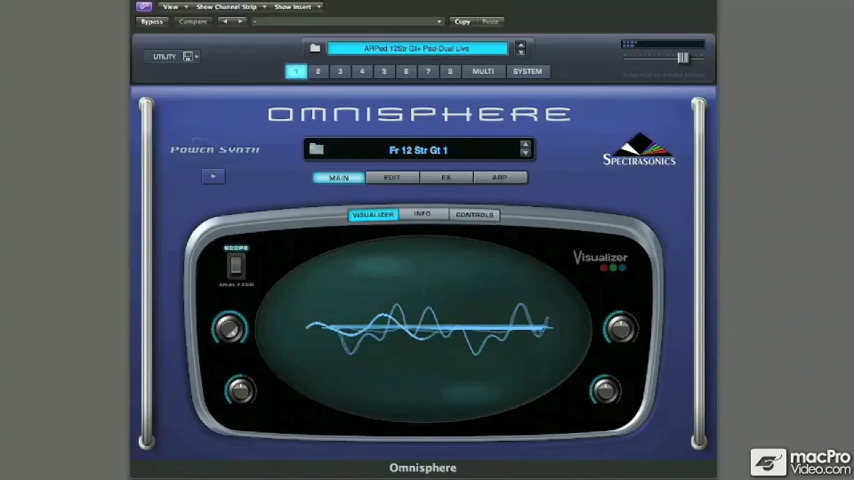 View Show Channel Strip Show Insert
Bypass Compare - Copy Paste
UTILITY ARPed 12Str Gt+ Pad-Dual Live
1 2 3 4 5 6 7 8 MULTI SYSTEM
OMNISPHERE
POWER SYNTH Fr 12 Str Gt 1 SPECTRASONICS
MAIN EDIT FX ARP
VISUALIZER INFO CONTROLS
SCOPE
ANALYZER
Visualizer
Omnisphere
macPro
Video.com